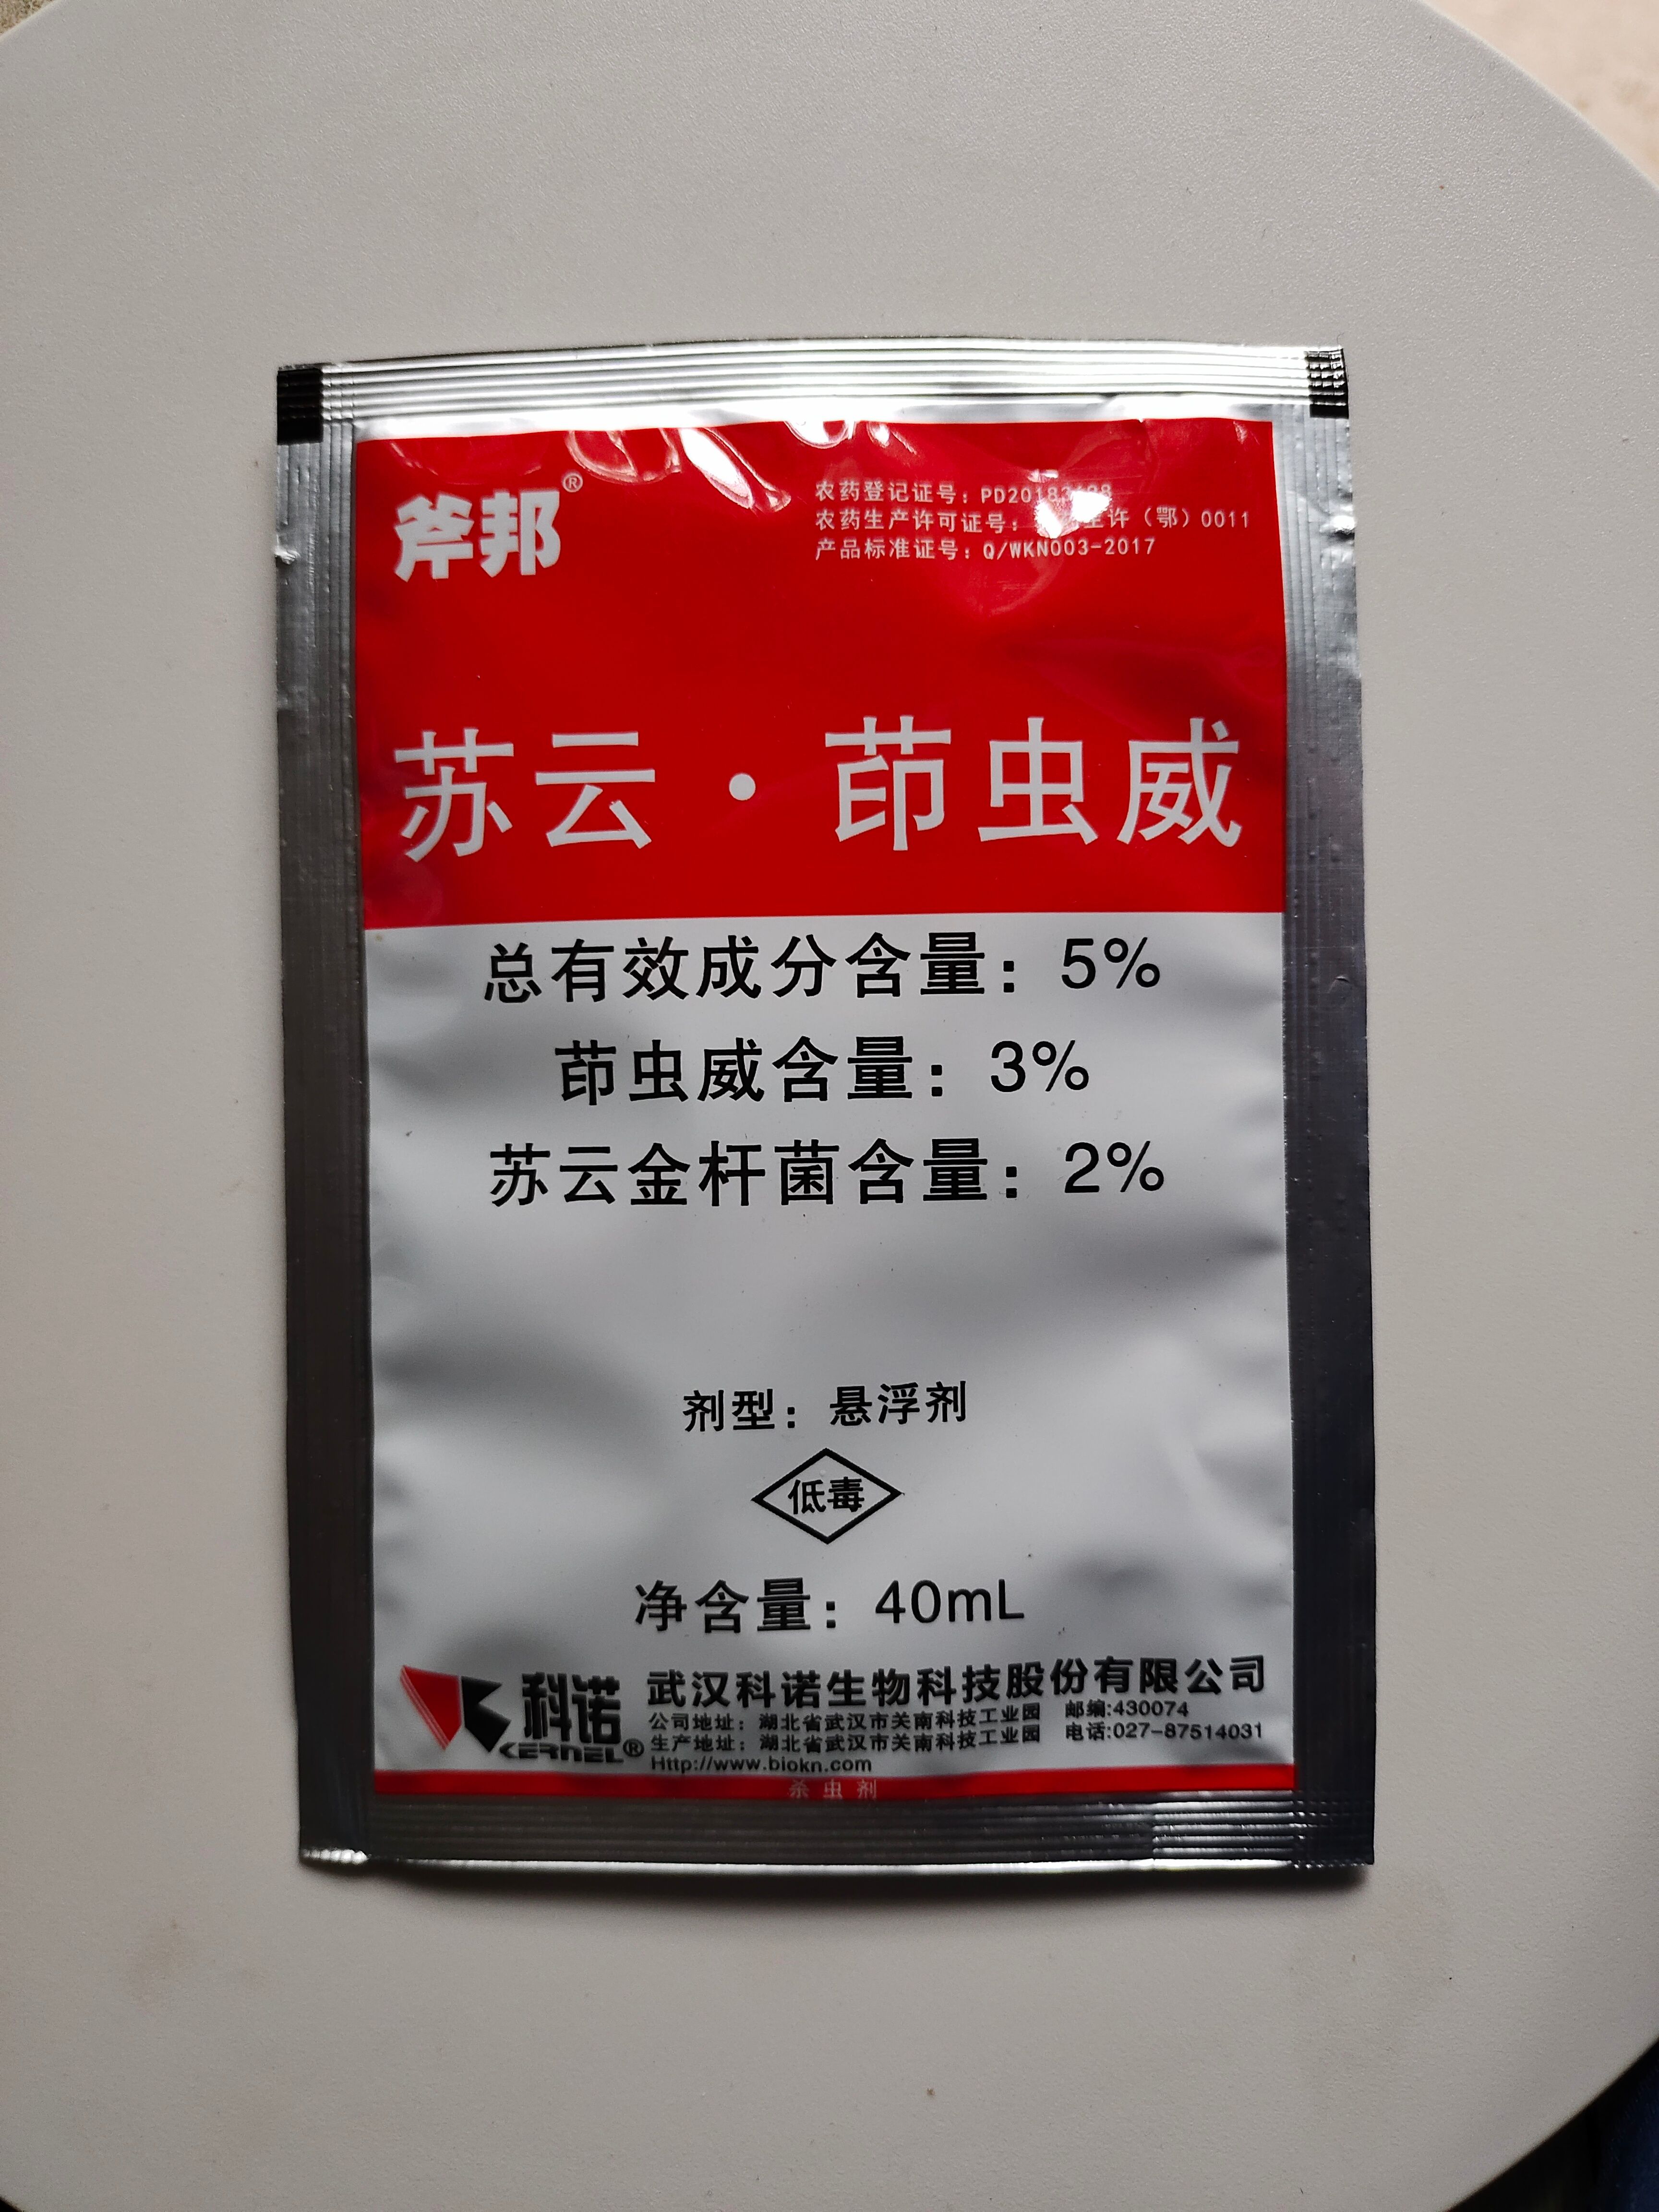 斧邦®
农药登记证号：
农药生产许可证号： 许（鄂）0011
产品标准证号：Q/WKN003-2017
苏云·茚虫威
总有效成分含量：5%
茚虫威含量：3%
苏云金杆菌含量：2%
剂型：悬浮剂
低毒
净含量：40mL
科诺
KERNEL®
武汉科诺生物科技股份有限公司
公司地址：湖北省武汉市关南科技工业园 邮编:430074
生产地址：湖北省武汉市关南科技工业园 电话:027-87514031
Http://www.biokn.com
杀虫剂